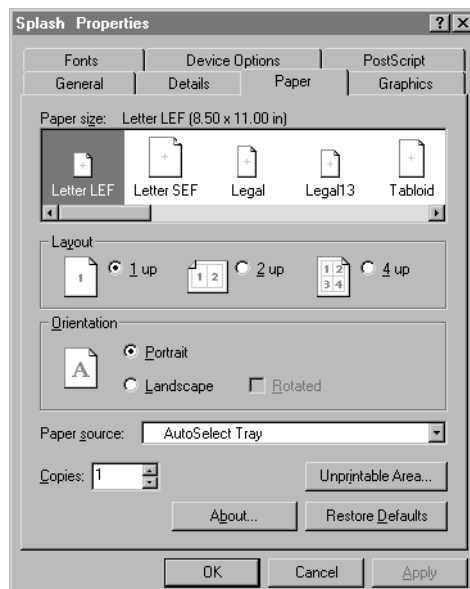 Splash Properties
Fonts Device Options PostScript
General Details Paper Graphics
Paper size: Letter LEF (8.50 x 11.00 in)
Letter LEF Letter SEF Legal Legal13 Tabloid
Layout
1 1 up 1 2 2 up 1 2 3 4 4 up
Orientation
A
Portrait
Landscape Rotated
Paper source: AutoSelect Tray
Copies: 1 Unprintable Area...
About... Restore Defaults
OK Cancel Apply